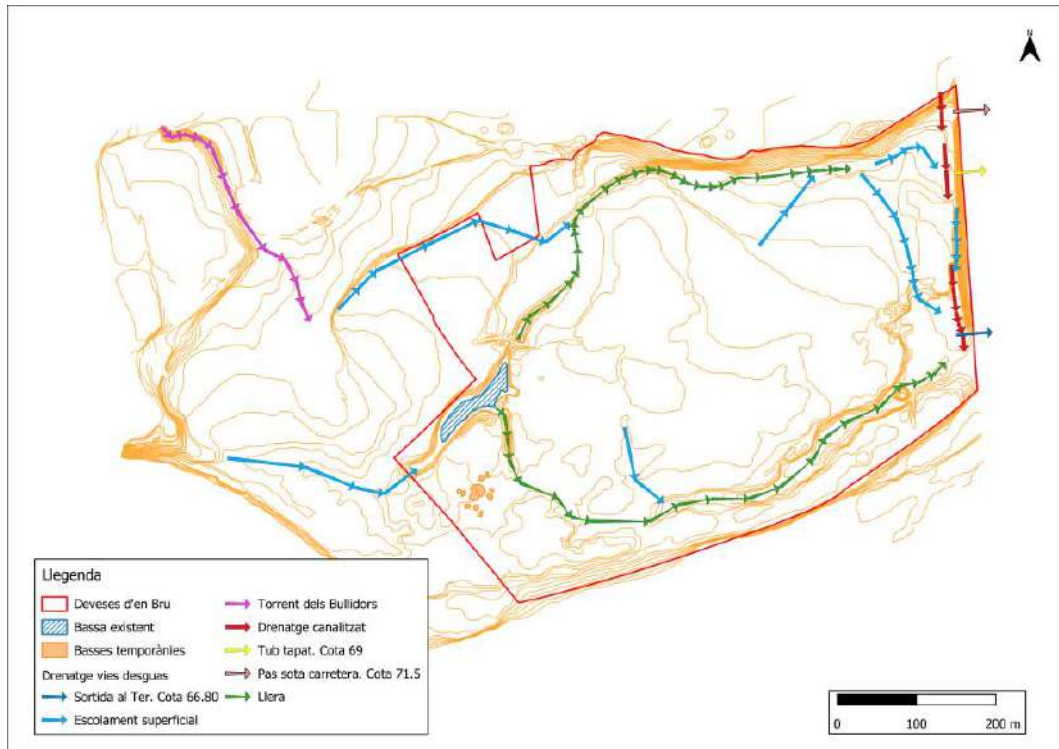 N
Llegenda
Deveses d'en Bru
Bassa existent
Basses temporànies
Drenatge vies desguas
Sortida al Ter. Cota 66.80
Escolament superficial
Torrent dels Bullidors
Drenatge canalitzat
Tub tapat. Cota 69
Pas sota carretera. Cota 71.5
Llera
0 100 200 m